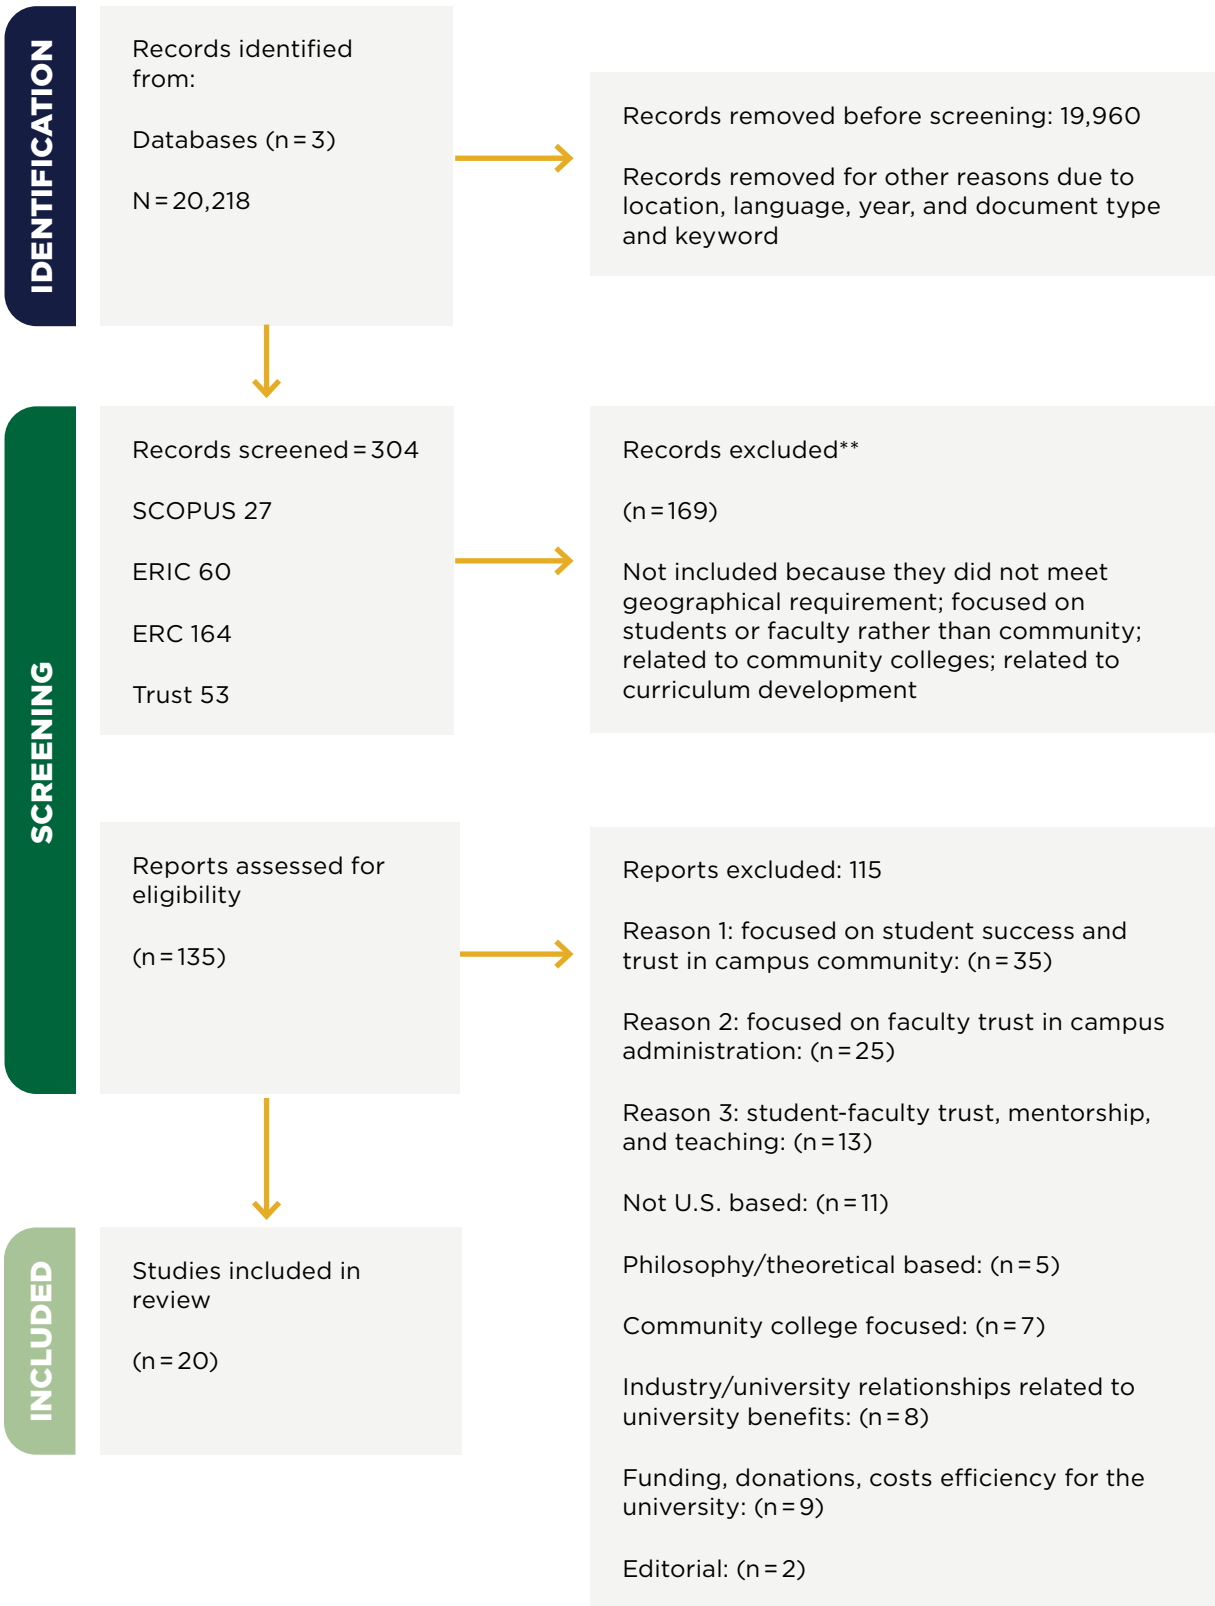 IDENTIFICATION
Records identified
from:
Databases (n = 3)
N = 20,218
Records removed before screening: 19,960
Records removed for other reasons due to
location, language, year, and document type
and keyword
SCREENING
Records screened = 304
SCOPUS 27
ERIC 60
ERC 164
Trust 53
Records excluded**
(n = 169)
Not included because they did not meet
geographical requirement; focused on
students or faculty rather than community;
related to community colleges; related to
curriculum development
Reports assessed for
eligibility
(n = 135)
Reports excluded: 115
Reason 1: focused on student success and
trust in campus community: (n = 35)
Reason 2: focused on faculty trust in campus
administration: (n = 25)
Reason 3: student-faculty trust, mentorship,
and teaching: (n = 13)
Not U.S. based: (n = 11)
Philosophy/theoretical based: (n = 5)
Community college focused: (n = 7)
Industry/university relationships related to
university benefits: (n = 8)
Funding, donations, costs efficiency for the
university: (n = 9)
Editorial: (n = 2)
INCLUDED
Studies included in
review
(n = 20)